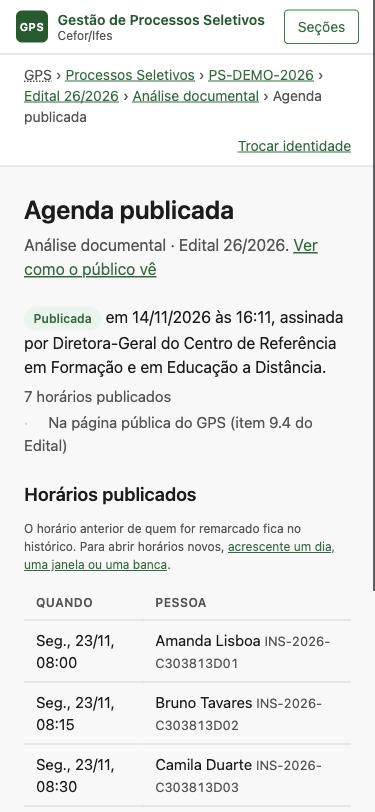 GPS
Gestão de Processos Seletivos
Cefor/Ifes
Seções
GPS › Processos Seletivos › PS-DEMO-2026 ›
Edital 26/2026 › Análise documental › Agenda
publicada
Trocar identidade
Agenda publicada
Análise documental · Edital 26/2026. Ver
como o público vê
Publicada em 14/11/2026 às 16:11, assinada
por Diretora-Geral do Centro de Referência
em Formação e em Educação a Distância.
7 horários publicados
· Na página pública do GPS (item 9.4 do
Edital)
Horários publicados
O horário anterior de quem for remarcado fica no
histórico. Para abrir horários novos, acrescente um dia,
uma janela ou uma banca.
QUANDO PESSOA
Seg., 23/11, Amanda Lisboa INS-2026-
08:00 C303813D01
Seg., 23/11, Bruno Tavares INS-2026-
08:15 C303813D02
Seg., 23/11, Camila Duarte INS-2026-
08:30 C303813D03